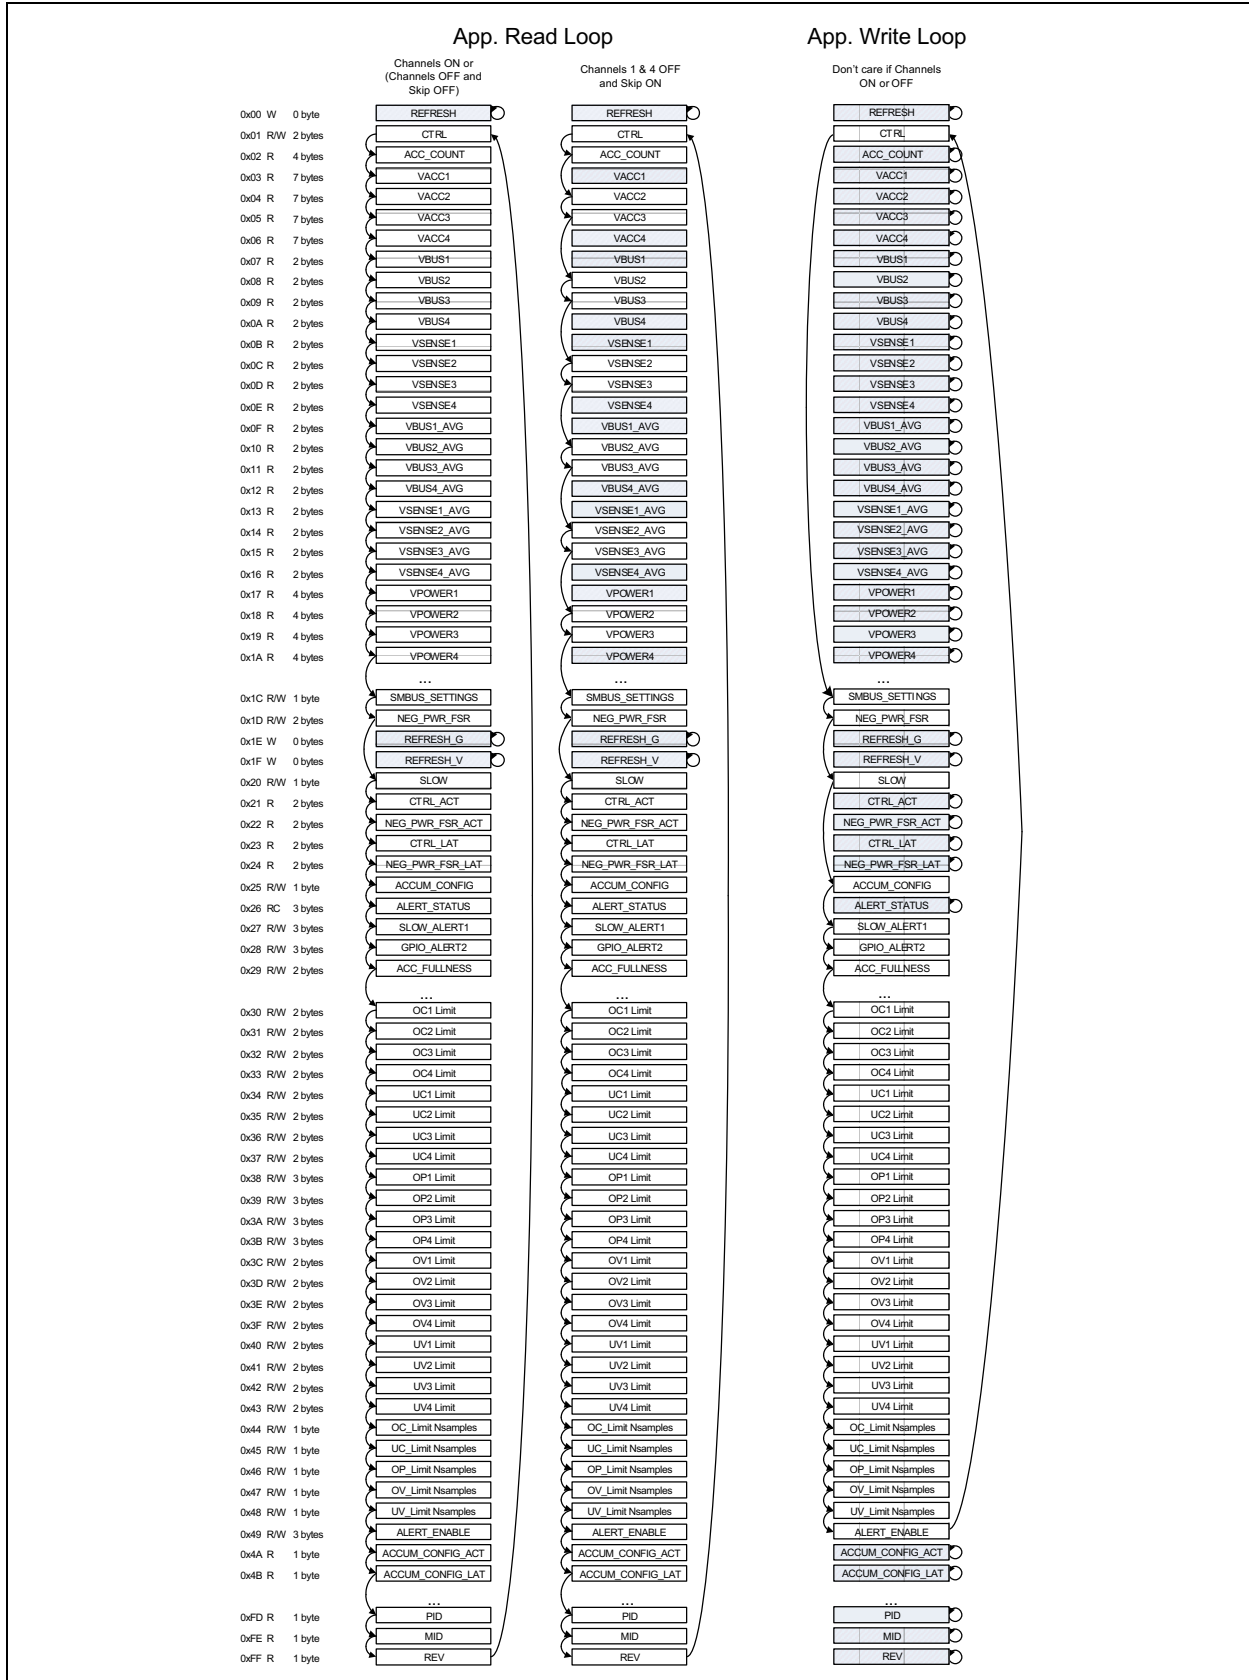 App. Read Loop App. Write Loop
Channels ON or
(Channels OFF and
Skip OFF)
Channels 1 & 4 OFF
and Skip ON
Don't care if Channels
ON or OFF
0x00 W 0 byte REFRESH REFRESH REFRESH
0x01 R/W 2 bytes CTRL CTRL CTRL
0x02 R 4 bytes ACC_COUNT ACC_COUNT ACC_COUNT
0x03 R 7 bytes VACC1 VACC1 VACC1
0x04 R 7 bytes VACC2 VACC2 VACC2
0x05 R 7 bytes VACC3 VACC3 VACC3
0x06 R 7 bytes VACC4 VACC4 VACC4
0x07 R 2 bytes VBUS1 VBUS1 VBUS1
0x08 R 2 bytes VBUS2 VBUS2 VBUS2
0x09 R 2 bytes VBUS3 VBUS3 VBUS3
0x0A R 2 bytes VBUS4 VBUS4 VBUS4
0x0B R 2 bytes VSENSE1 VSENSE1 VSENSE1
0x0C R 2 bytes VSENSE2 VSENSE2 VSENSE2
0x0D R 2 bytes VSENSE3 VSENSE3 VSENSE3
0x0E R 2 bytes VSENSE4 VSENSE4 VSENSE4
0x0F R 2 bytes VBUS1_AVG VBUS1_AVG VBUS1_AVG
0x10 R 2 bytes VBUS2_AVG VBUS2_AVG VBUS2_AVG
0x11 R 2 bytes VBUS3_AVG VBUS3_AVG VBUS3_AVG
0x12 R 2 bytes VBUS4_AVG VBUS4_AVG VBUS4_AVG
0x13 R 2 bytes VSENSE1_AVG VSENSE1_AVG VSENSE1_AVG
0x14 R 2 bytes VSENSE2_AVG VSENSE2_AVG VSENSE2_AVG
0x15 R 2 bytes VSENSE3_AVG VSENSE3_AVG VSENSE3_AVG
0x16 R 2 bytes VSENSE4_AVG VSENSE4_AVG VSENSE4_AVG
0x17 R 4 bytes VPOWER1 VPOWER1 VPOWER1
0x18 R 4 bytes VPOWER2 VPOWER2 VPOWER2
0x19 R 4 bytes VPOWER3 VPOWER3 VPOWER3
0x1A R 4 bytes VPOWER4 VPOWER4 VPOWER4
... ... ...
0x1C R/W 1 byte SMBUS_SETTINGS SMBUS_SETTINGS SMBUS_SETTINGS
0x1D R/W 2 bytes NEG_PWR_FSR NEG_PWR_FSR NEG_PWR_FSR
0x1E W 0 bytes REFRESH_G REFRESH_G REFRESH_G
0x1F W 0 bytes REFRESH_V REFRESH_V REFRESH_V
0x20 R/W 1 byte SLOW SLOW SLOW
0x21 R 2 bytes CTRL_ACT CTRL_ACT CTRL_ACT
0x22 R 2 bytes NEG_PWR_FSR_ACT NEG_PWR_FSR_ACT NEG_PWR_FSR_ACT
0x23 R 2 bytes CTRL_LAT CTRL_LAT CTRL_LAT
0x24 R 2 bytes NEG_PWR_FSR_LAT NEG_PWR_FSR_LAT NEG_PWR_FSR_LAT
0x25 R/W 1 byte ACCUM_CONFIG ACCUM_CONFIG ACCUM_CONFIG
0x26 RC 3 bytes ALERT_STATUS ALERT_STATUS ALERT_STATUS
0x27 R/W 3 bytes SLOW_ALERT1 SLOW_ALERT1 SLOW_ALERT1
0x28 R/W 3 bytes GPIO_ALERT2 GPIO_ALERT2 GPIO_ALERT2
0x29 R/W 2 bytes ACC_FULLNESS ACC_FULLNESS ACC_FULLNESS
... ... ...
0x30 R/W 2 bytes OC1 Limit OC1 Limit OC1 Limit
0x31 R/W 2 bytes OC2 Limit OC2 Limit OC2 Limit
0x32 R/W 2 bytes OC3 Limit OC3 Limit OC3 Limit
0x33 R/W 2 bytes OC4 Limit OC4 Limit OC4 Limit
0x34 R/W 2 bytes UC1 Limit UC1 Limit UC1 Limit
0x35 R/W 2 bytes UC2 Limit UC2 Limit UC2 Limit
0x36 R/W 2 bytes UC3 Limit UC3 Limit UC3 Limit
0x37 R/W 2 bytes UC4 Limit UC4 Limit UC4 Limit
0x38 R/W 3 bytes OP1 Limit OP1 Limit OP1 Limit
0x39 R/W 3 bytes OP2 Limit OP2 Limit OP2 Limit
0x3A R/W 3 bytes OP3 Limit OP3 Limit OP3 Limit
0x3B R/W 3 bytes OP4 Limit OP4 Limit OP4 Limit
0x3C R/W 2 bytes OV1 Limit OV1 Limit OV1 Limit
0x3D R/W 2 bytes OV2 Limit OV2 Limit OV2 Limit
0x3E R/W 2 bytes OV3 Limit OV3 Limit OV3 Limit
0x3F R/W 2 bytes OV4 Limit OV4 Limit OV4 Limit
0x40 R/W 2 bytes UV1 Limit UV1 Limit UV1 Limit
0x41 R/W 2 bytes UV2 Limit UV2 Limit UV2 Limit
0x42 R/W 2 bytes UV3 Limit UV3 Limit UV3 Limit
0x43 R/W 2 bytes UV4 Limit UV4 Limit UV4 Limit
0x44 R/W 1 byte OC_Limit Nsamples OC_Limit Nsamples OC_Limit Nsamples
0x45 R/W 1 byte UC_Limit Nsamples UC_Limit Nsamples UC_Limit Nsamples
0x46 R/W 1 byte OP_Limit Nsamples OP_Limit Nsamples OP_Limit Nsamples
0x47 R/W 1 byte OV_Limit Nsamples OV_Limit Nsamples OV_Limit Nsamples
0x48 R/W 1 byte UV_Limit Nsamples UV_Limit Nsamples UV_Limit Nsamples
0x49 R/W 3 bytes ALERT_ENABLE ALERT_ENABLE ALERT_ENABLE
0x4A R 1 byte ACCUM_CONFIG_ACT ACCUM_CONFIG_ACT ACCUM_CONFIG_ACT
0x4B R 1 byte ACCUM_CONFIG_LAT ACCUM_CONFIG_LAT ACCUM_CONFIG_LAT
... ... ...
0xFD R 1 byte PID PID PID
0xFE R 1 byte MID MID MID
0xFF R 1 byte REV REV REV